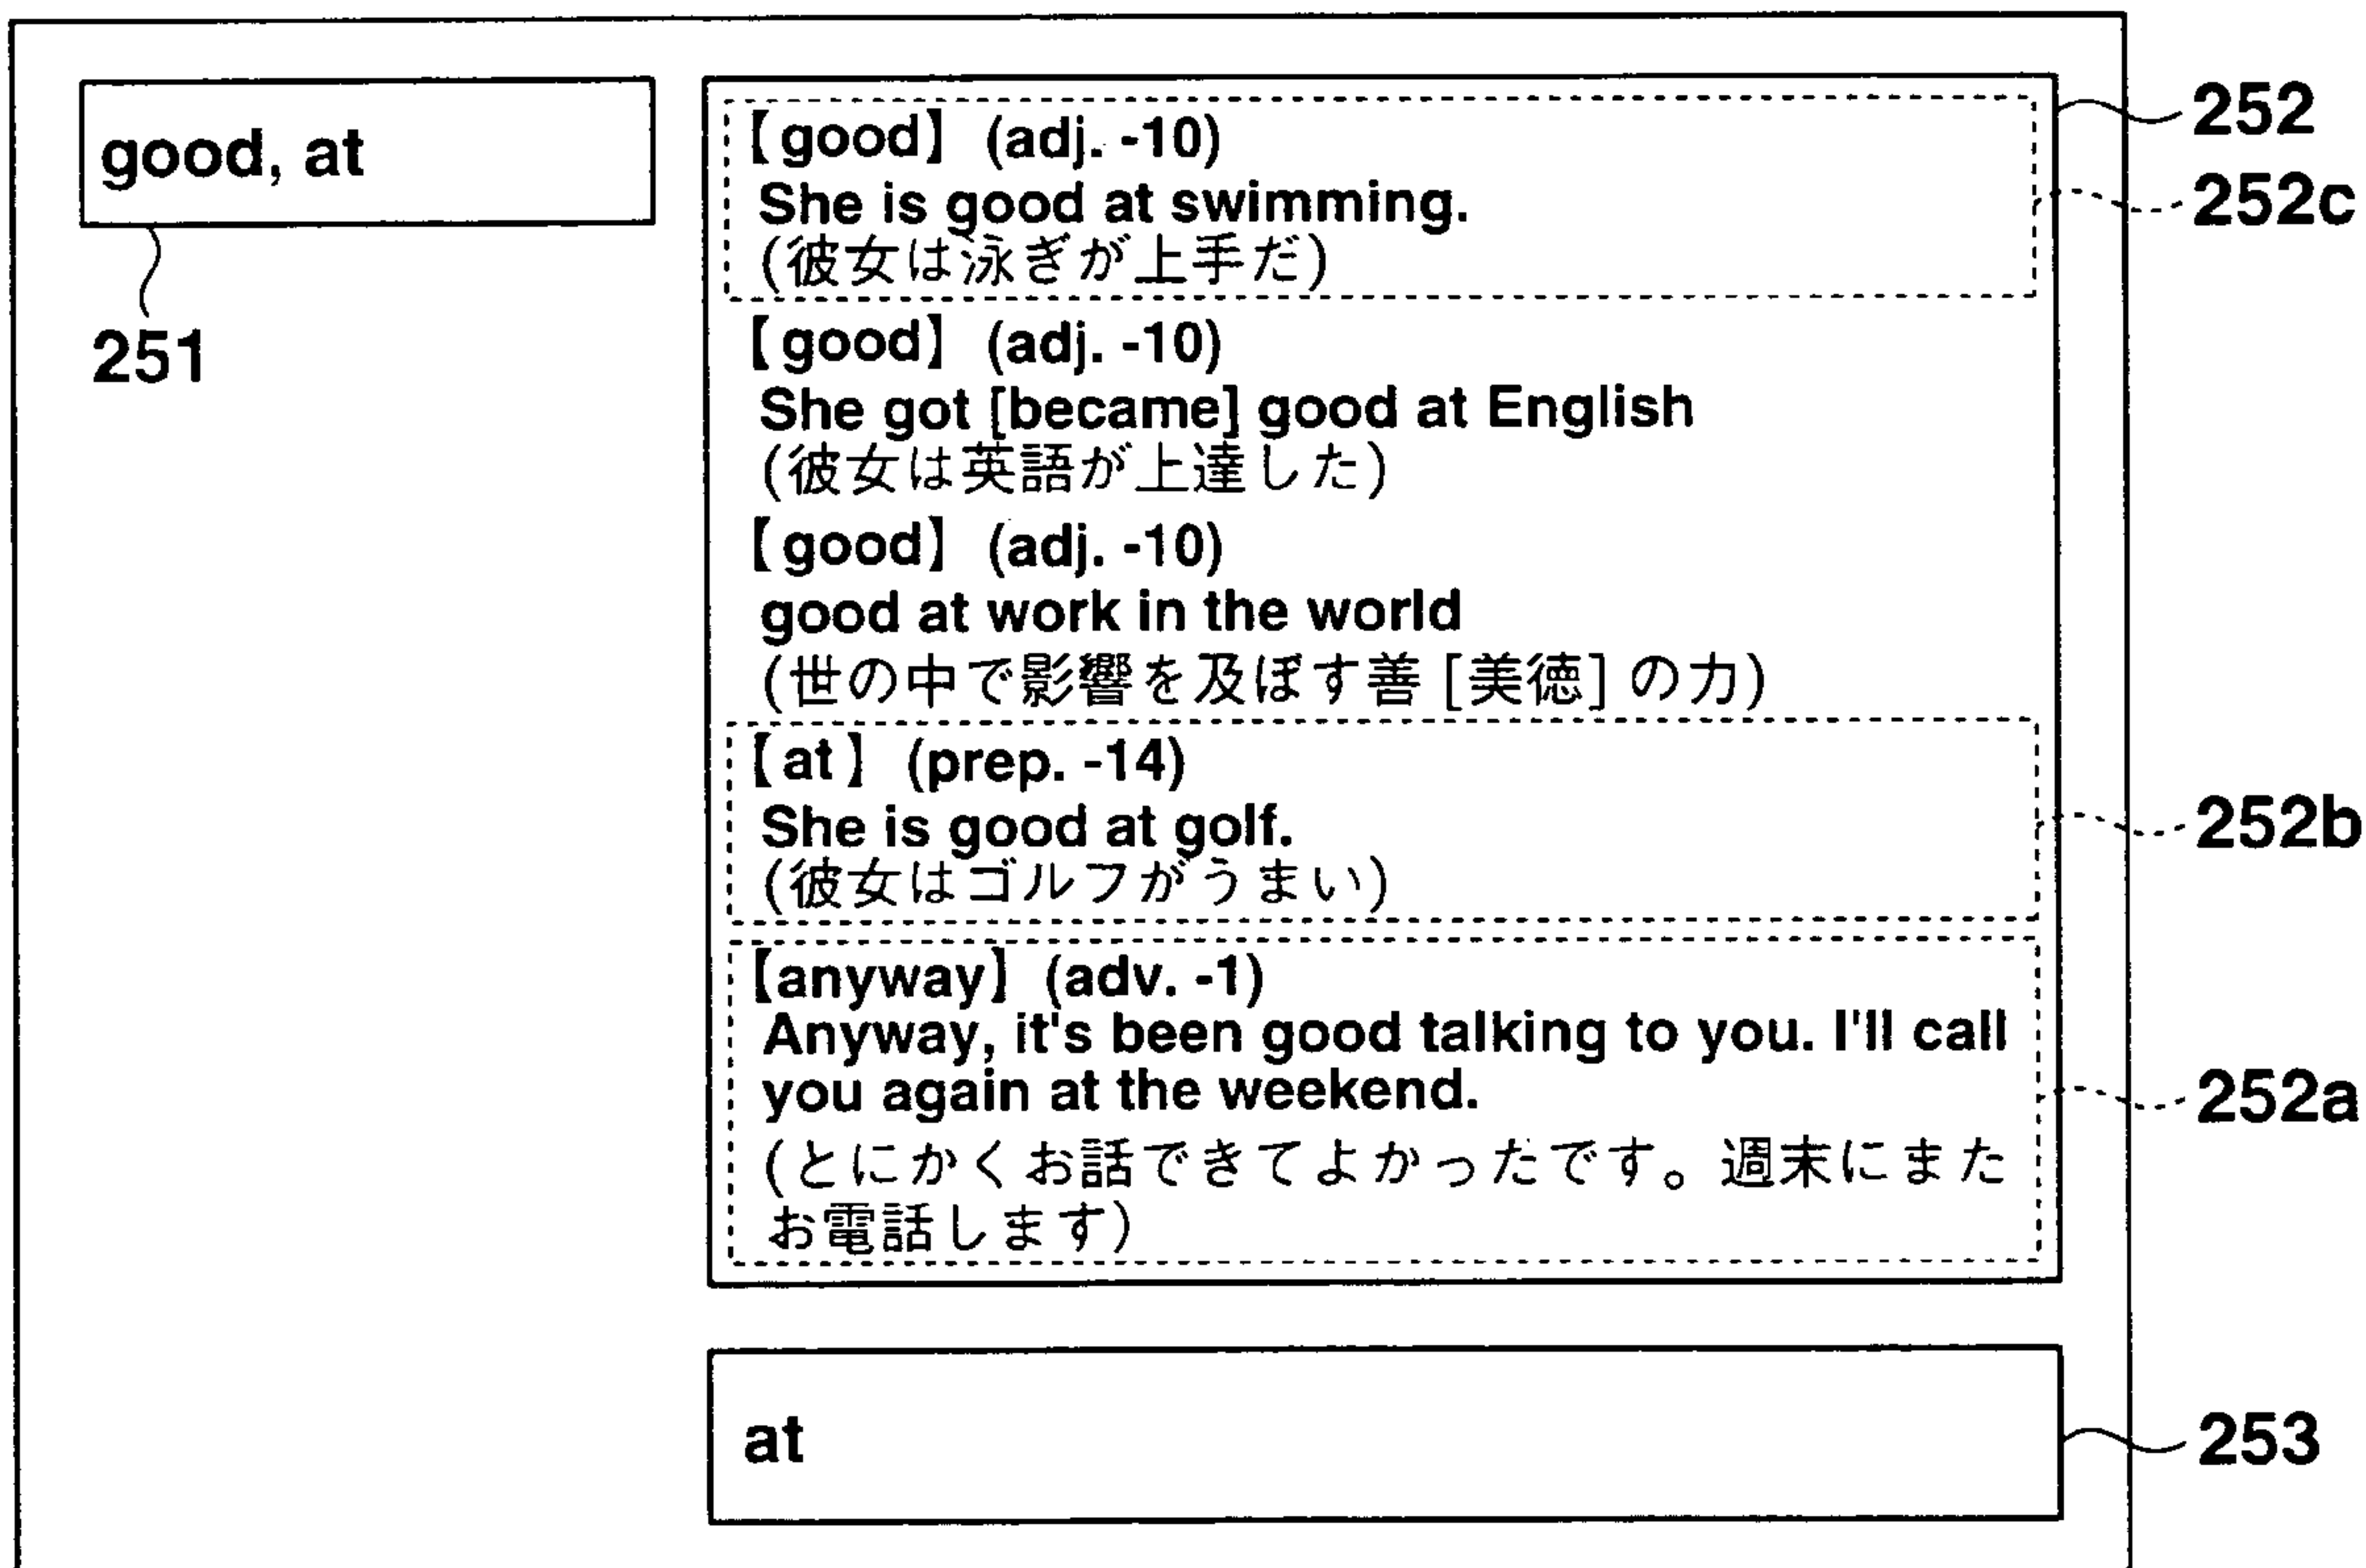 good, at
251
252
【good】 (adj. -10)
She is good at swimming.
252c
(彼女は泳ぎが上手だ)
【good】 (adj. -10)
She got [became] good at English
(彼女は英語が上達した)
【good】 (adj. -10)
good at work in the world
(世の中で影響を及ぼす善 [美徳] の力)
【at】 (prep. -14)
She is good at golf.
252b
(彼女はゴルフがうまい)
【anyway】 (adv. -1)
Anyway, it's been good talking to you. I'll call
you again at the weekend.
252a
(とにかくお話できてよかったです。週末にまた
お電話します)
at
253